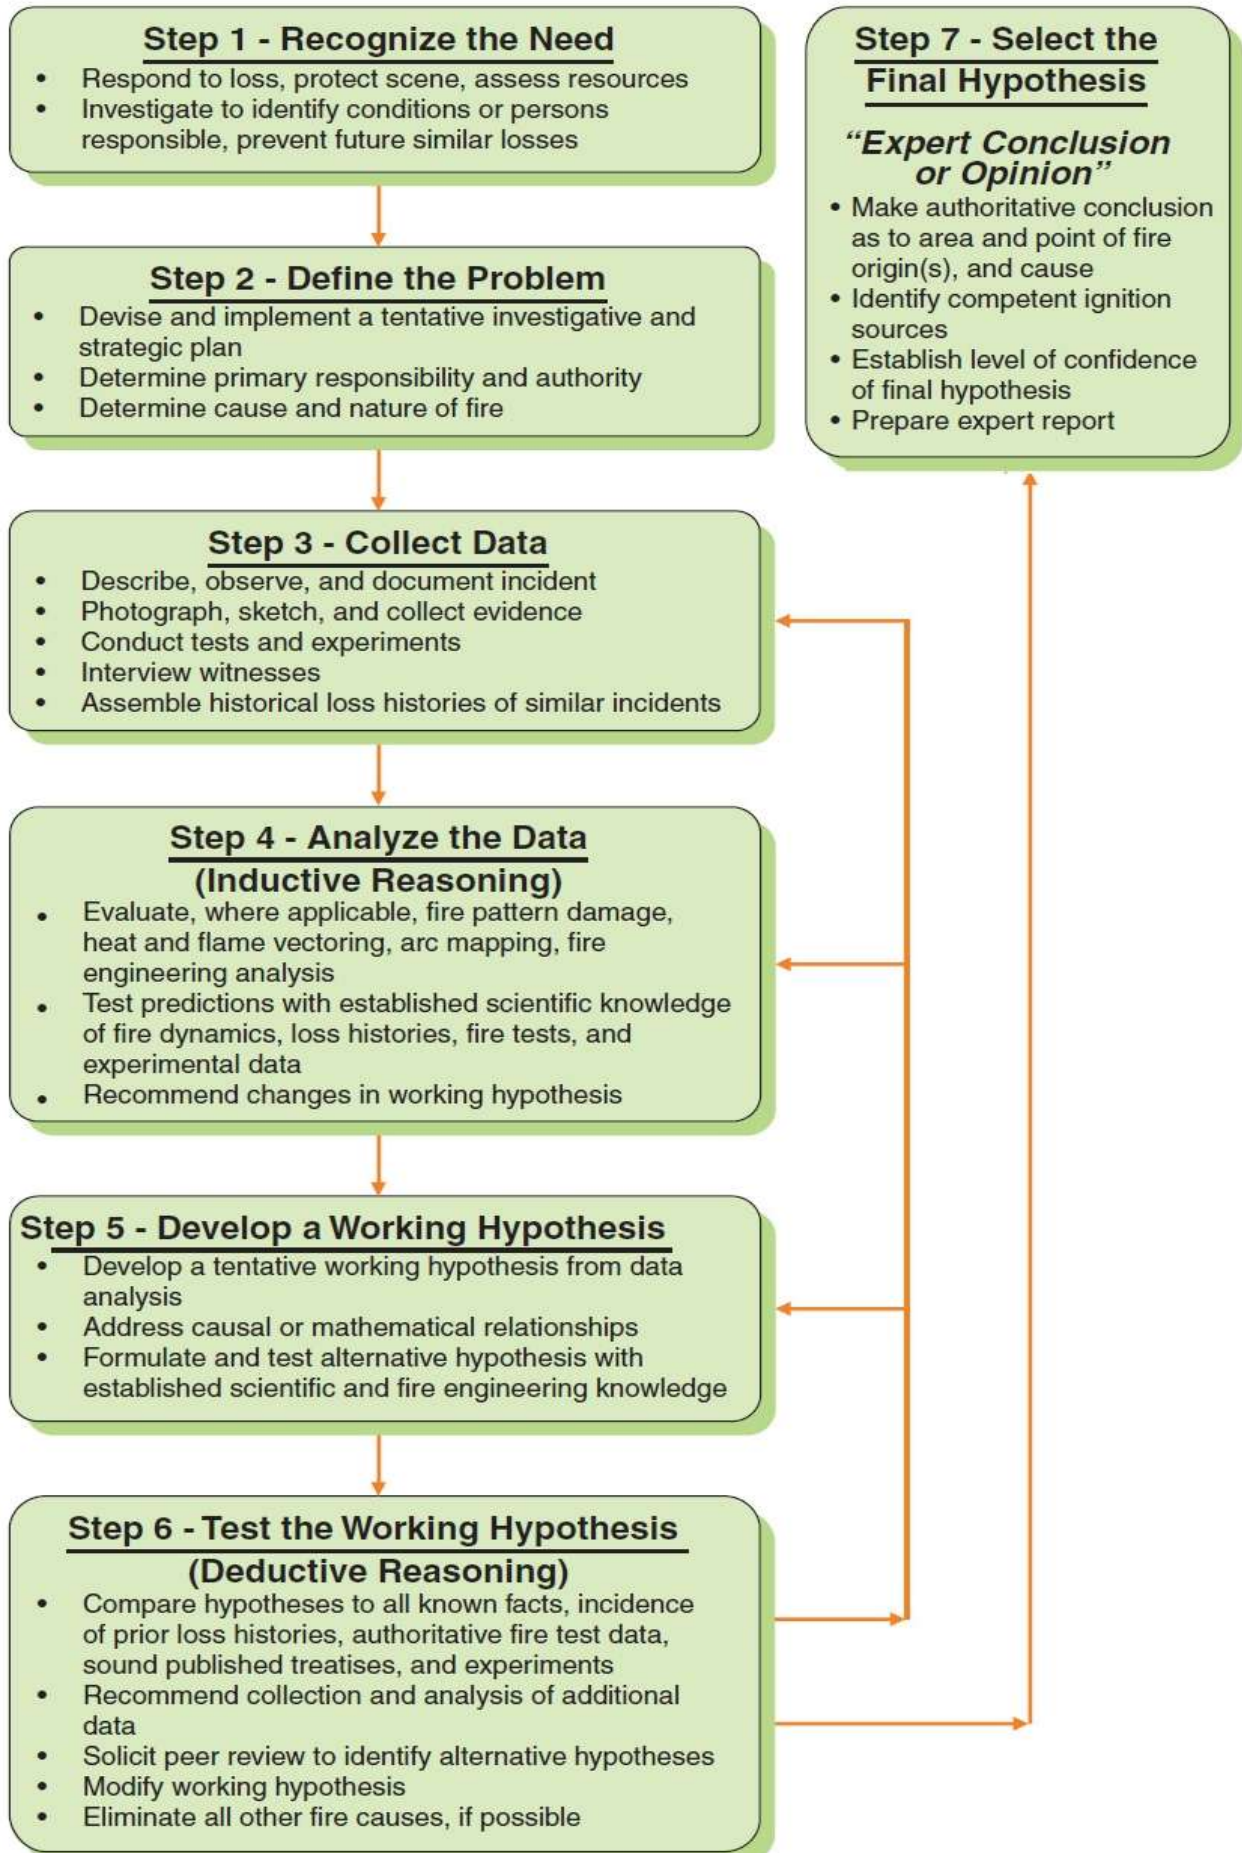 Step 1 - Recognize the Need
• Respond to loss, protect scene, assess resources
• Investigate to identify conditions or persons
responsible, prevent future similar losses
Step 2 - Define the Problem
• Devise and implement a tentative investigative and
strategic plan
• Determine primary responsibility and authority
• Determine cause and nature of fire
Step 3 - Collect Data
• Describe, observe, and document incident
• Photograph, sketch, and collect evidence
• Conduct tests and experiments
• Interview witnesses
• Assemble historical loss histories of similar incidents
Step 4 - Analyze the Data
(Inductive Reasoning)
• Evaluate, where applicable, fire pattern damage,
heat and flame vectoring, arc mapping, fire
engineering analysis
• Test predictions with established scientific knowledge
of fire dynamics, loss histories, fire tests, and
experimental data
• Recommend changes in working hypothesis
Step 5 - Develop a Working Hypothesis
• Develop a tentative working hypothesis from data
analysis
• Address causal or mathematical relationships
• Formulate and test alternative hypothesis with
established scientific and fire engineering knowledge
Step 6 - Test the Working Hypothesis
(Deductive Reasoning)
• Compare hypotheses to all known facts, incidence
of prior loss histories, authoritative fire test data,
sound published treatises, and experiments
• Recommend collection and analysis of additional
data
• Solicit peer review to identify alternative hypotheses
• Modify working hypothesis
• Eliminate all other fire causes, if possible
Step 7 - Select the
Final Hypothesis
“Expert Conclusion
or Opinion”
• Make authoritative conclusion
as to area and point of fire
origin(s), and cause
• Identify competent ignition
sources
• Establish level of confidence
of final hypothesis
• Prepare expert report